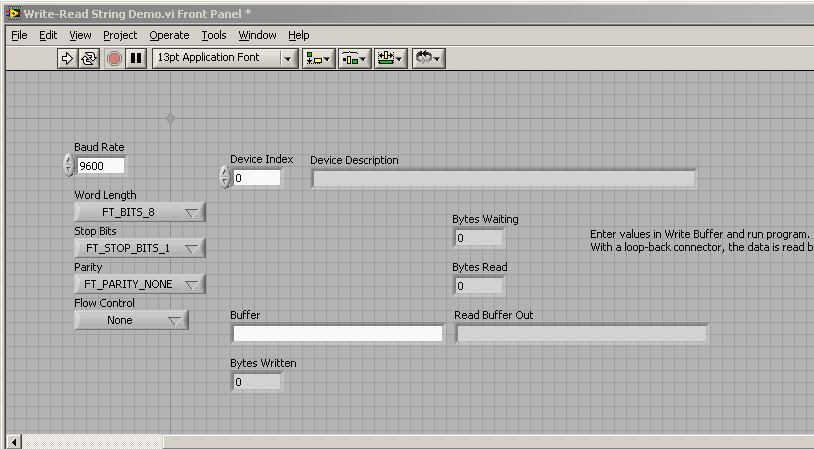 Write-Read String Demo.vi Front Panel *
File Edit View Project Operate Tools Window Help
13pt Application Font
Baud Rate
9600
Device Index
0
Device Description
Word Length
FT_BITS_8
Stop Bits
FT_STOP_BITS_1
Parity
FT_PARITY_NONE
Flow Control
None
Bytes Waiting
0
Enter values in Write Buffer and run program.
With a loop-back connector, the data is read b
Bytes Read
0
Buffer
Read Buffer Out
Bytes Written
0